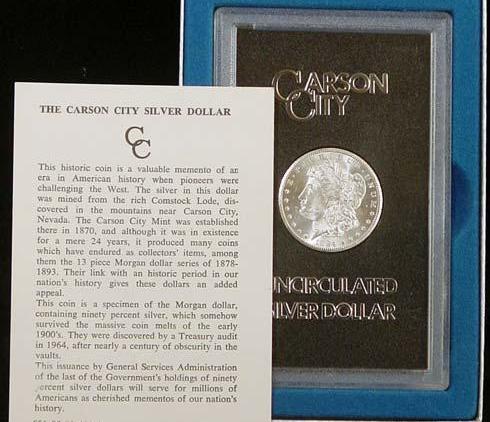 THE CARSON CITY SILVER DOLLAR
CC
This historic coin is a valuable memento of an
era in American history when pioneers were
challenging the West. The silver in this dollar
was mined from the rich Comstock Lode, dis-
covered in the mountains near Carson City,
Nevada. The Carson City Mint was established
there in 1870, and although it was in existence
for a mere 24 years, it produced many coins
which have endured as collectors' items, among
them the 13 piece Morgan dollar series of 1878-
1893. Their link with an historic period in our
nation's history gives these dollars an added
appeal.
This coin is a specimen of the Morgan dollar,
containing ninety percent silver, which somehow
survived the massive coin melts of the early
1900's. They were discovered by a Treasury audit
in 1964, after nearly a century of obscurity in the
vaults.
This issuance by General Services Administration
of the last of the Government's holdings of ninety
percent silver dollars will serve for millions of
Americans as cherished mementos of our nation's
history.
CARSON
CITY
UNCIRCULATED
SILVER DOLLAR